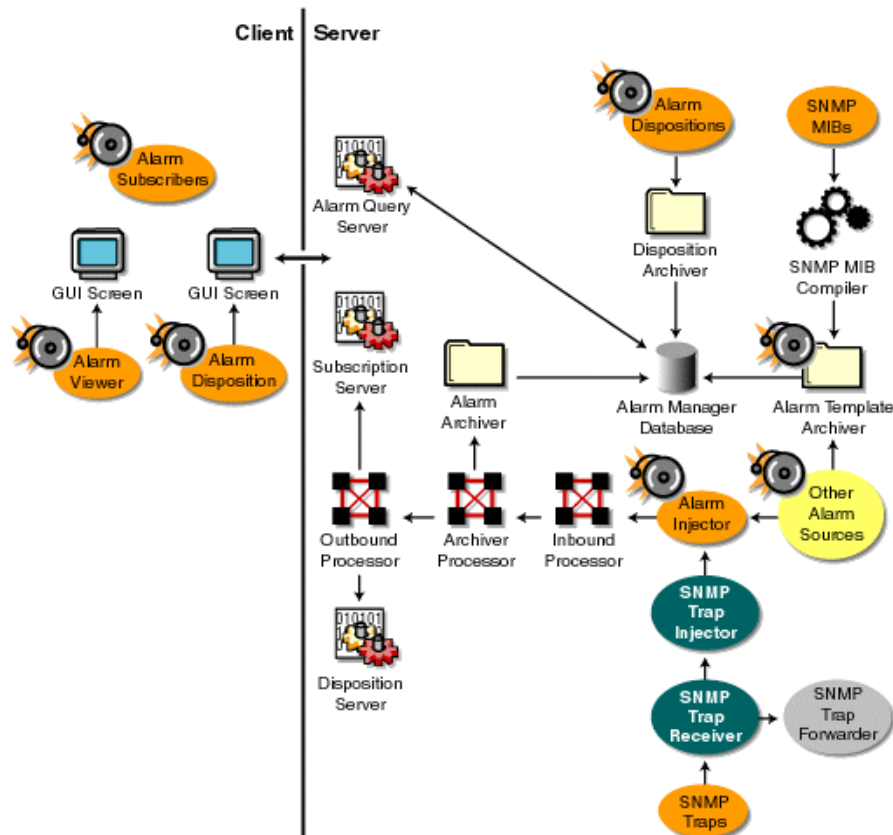 Client
Server
Alarm
Subscribers
GUI Screen
GUI Screen
Alarm
Viewer
Alarm
Disposition
010101
Alarm Query
Server
010101
Subscription
Server
Alarm
Archiver
Alarm
Dispositions
Disposition
Archiver
SNMP
MIBs
SNMP MIB
Compiler
Alarm Manager
Database
Alarm Template
Archiver
Outbound
Processor
Archiver
Processor
Inbound
Processor
Alarm
Injector
Other
Alarm
Sources
010101
Disposition
Server
SNMP
Trap
Injector
SNMP
Trap
Receiver
SNMP
Trap
Forwarder
SNMP
Traps